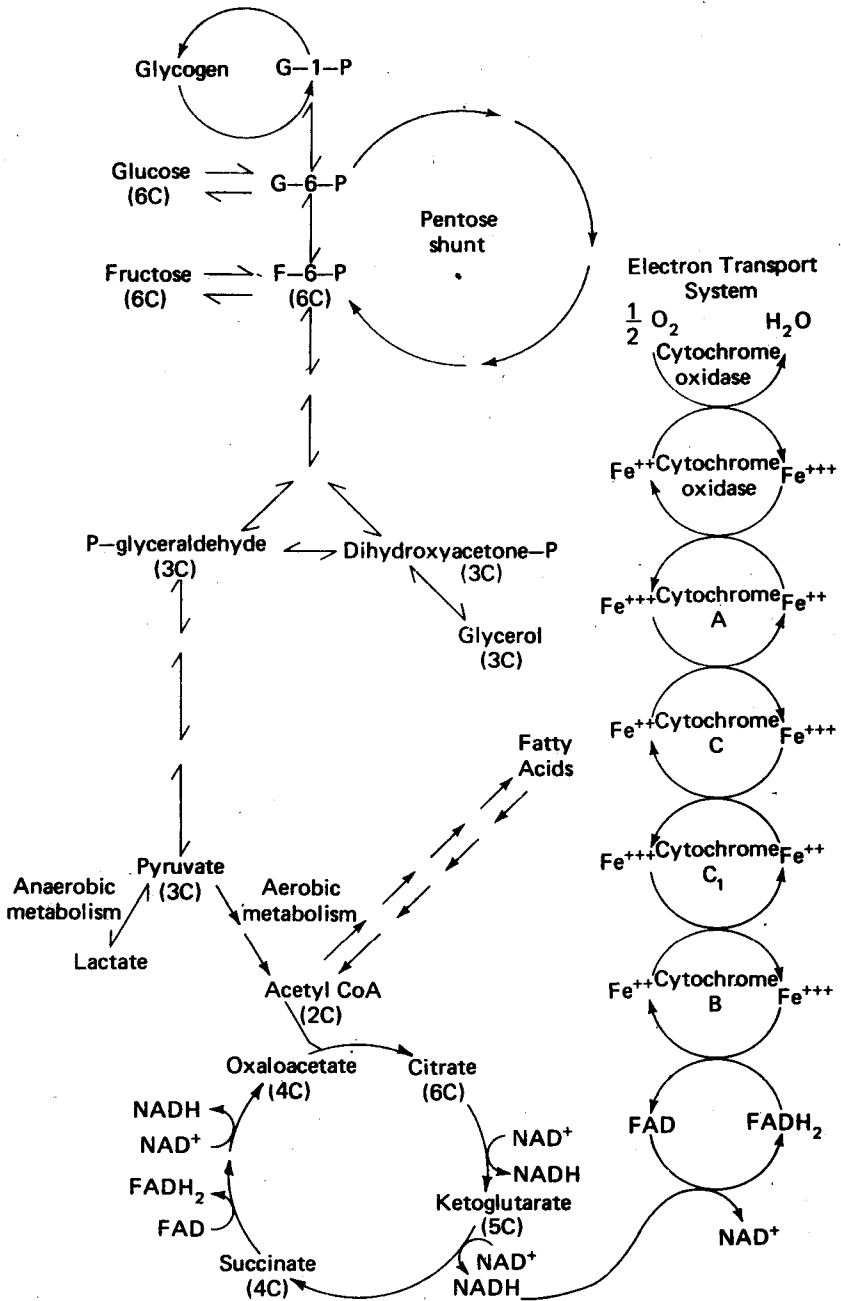 Glycogen
G–1–P
Glucose
(6C)
G–6–P
Pentose
shunt
Fructose
(6C)
F–6–P
(6C)
P–glyceraldehyde
(3C)
Dihydroxyacetone–P
(3C)
Glycerol
(3C)
Fatty
Acids
Pyruvate
(3C)
Anaerobic
metabolism
Lactate
Aerobic
metabolism
Acetyl CoA
(2C)
Oxaloacetate
(4C)
Citrate
(6C)
NAD⁺
NADH
Ketoglutarate
(5C)
NAD⁺
NADH
Succinate
(4C)
FAD
FADH₂
NAD⁺
NADH
Electron Transport
System
1/2 O₂
H₂O
Cytochrome
oxidase
Fe⁺⁺ Cytochrome Fe⁺⁺⁺
oxidase
Fe⁺⁺⁺ Cytochrome Fe⁺⁺
A
Fe⁺⁺ Cytochrome Fe⁺⁺⁺
C
Fe⁺⁺⁺ Cytochrome Fe⁺⁺
C₁
Fe⁺⁺ Cytochrome Fe⁺⁺⁺
B
FAD
FADH₂
NAD⁺